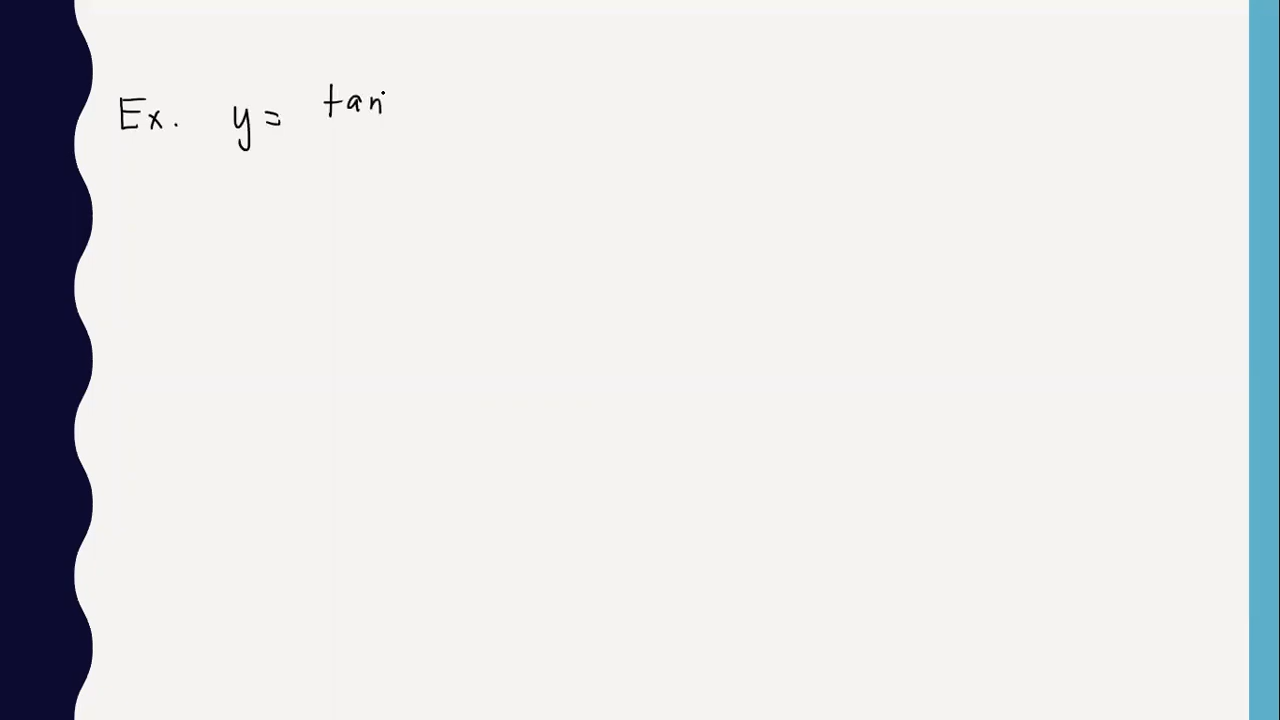 Ex. y = tan